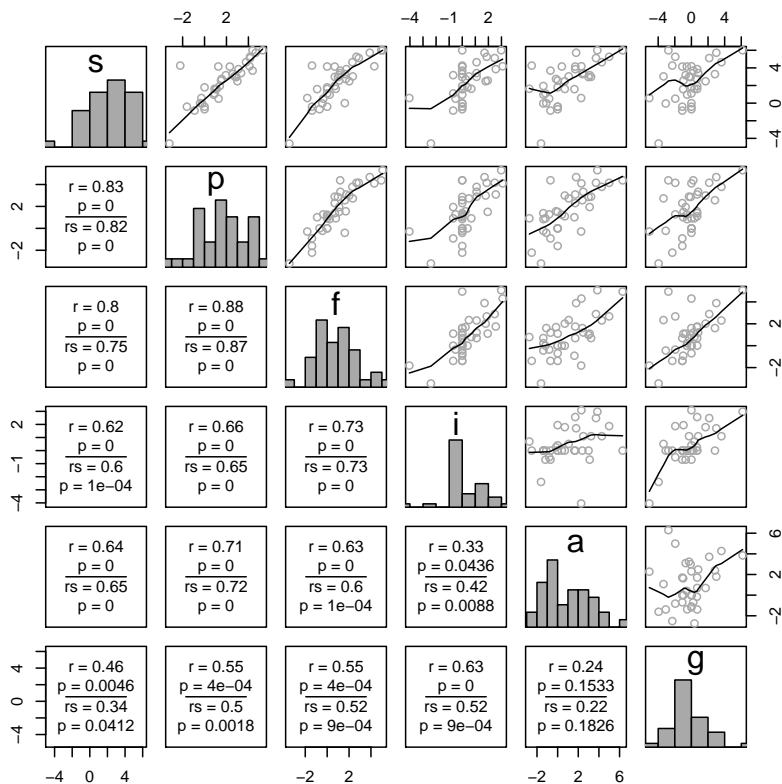 −2 2 −4 −1 2 −4 0 4
s
−4 0 2 4
r = 0.83
p = 0
rs = 0.82
p = 0
p
−2 2
r = 0.8
p = 0
rs = 0.75
p = 0
r = 0.88
p = 0
rs = 0.87
p = 0
f
−2 2
r = 0.62
p = 0
rs = 0.6
p = 1e−04
r = 0.66
p = 0
rs = 0.65
p = 0
r = 0.73
p = 0
rs = 0.73
p = 0
i
−4 −1 2
r = 0.64
p = 0
rs = 0.65
p = 0
r = 0.71
p = 0
rs = 0.72
p = 0
r = 0.63
p = 0
rs = 0.6
p = 1e−04
r = 0.33
p = 0.0436
rs = 0.42
p = 0.0088
a
−2 2 6
r = 0.46
p = 0.0046
rs = 0.34
p = 0.0412
r = 0.55
p = 4e−04
rs = 0.5
p = 0.0018
r = 0.55
p = 4e−04
rs = 0.52
p = 9e−04
r = 0.63
p = 0
rs = 0.52
p = 9e−04
r = 0.24
p = 0.1533
rs = 0.22
p = 0.1826
g
−4 0 4
−4 0 4 −2 2 −2 2 6